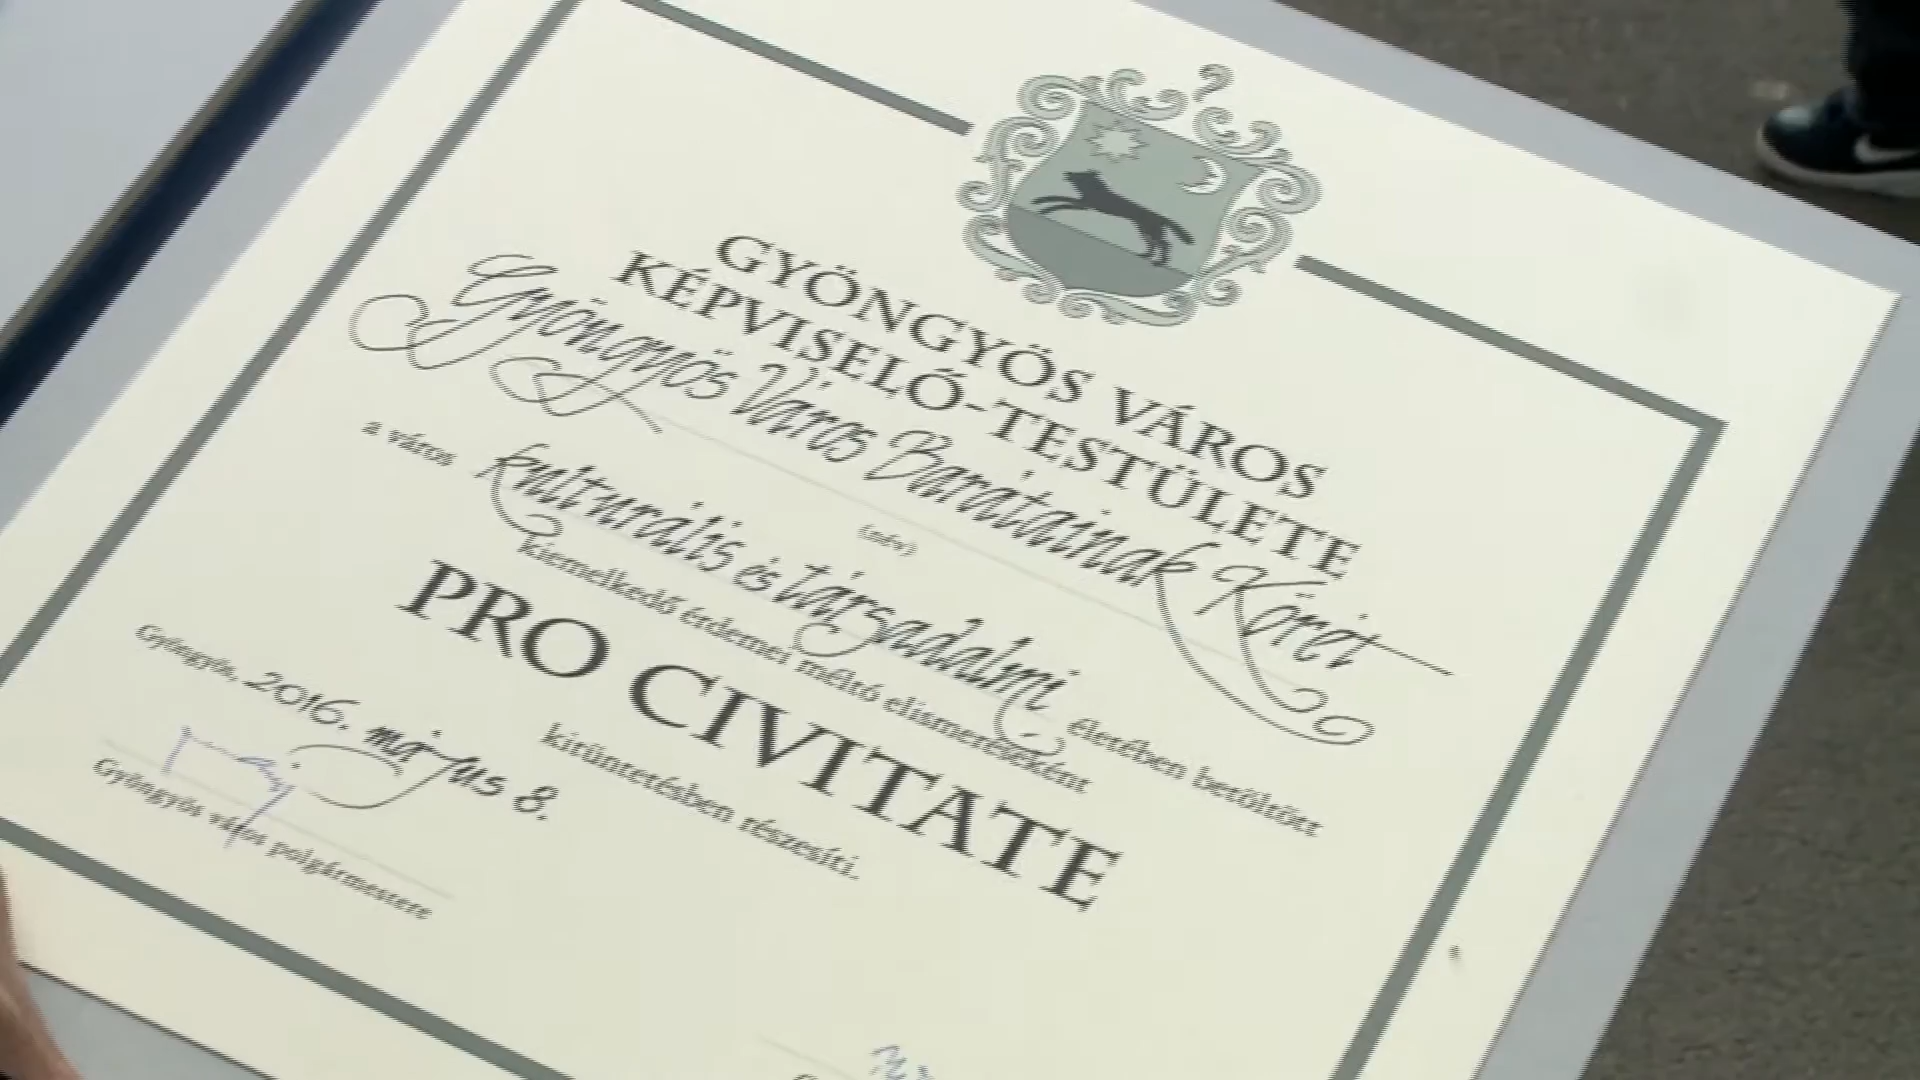 GYÖNGYÖS VÁROS
KÉPVISELŐ-TESTÜLETE
Gyöngyös Város Barátainak Körét
(név)
a város kulturális és társadalmi életében betöltött
kiemelkedő érdemei méltó elismeréseként
PRO CIVITATE
kitüntetésben részesíti.
Gyöngyös, 2016. május 8.
Gyöngyös város polgármestere